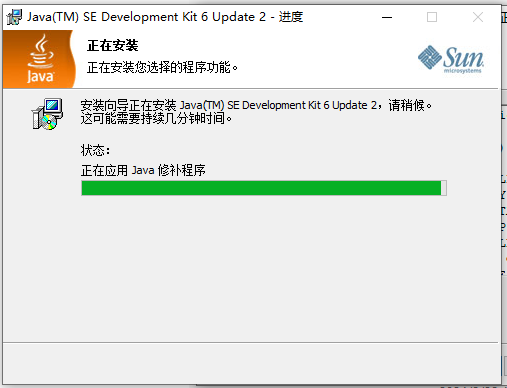 Java(TM) SE Development Kit 6 Update 2 - 进度
正在安装
正在安装您选择的程序功能。
Java
Sun
microsystems
安装向导正在安装 Java(TM) SE Development Kit 6 Update 2，请稍候。
这可能需要持续几分钟时间。
状态：
正在应用 Java 修补程序